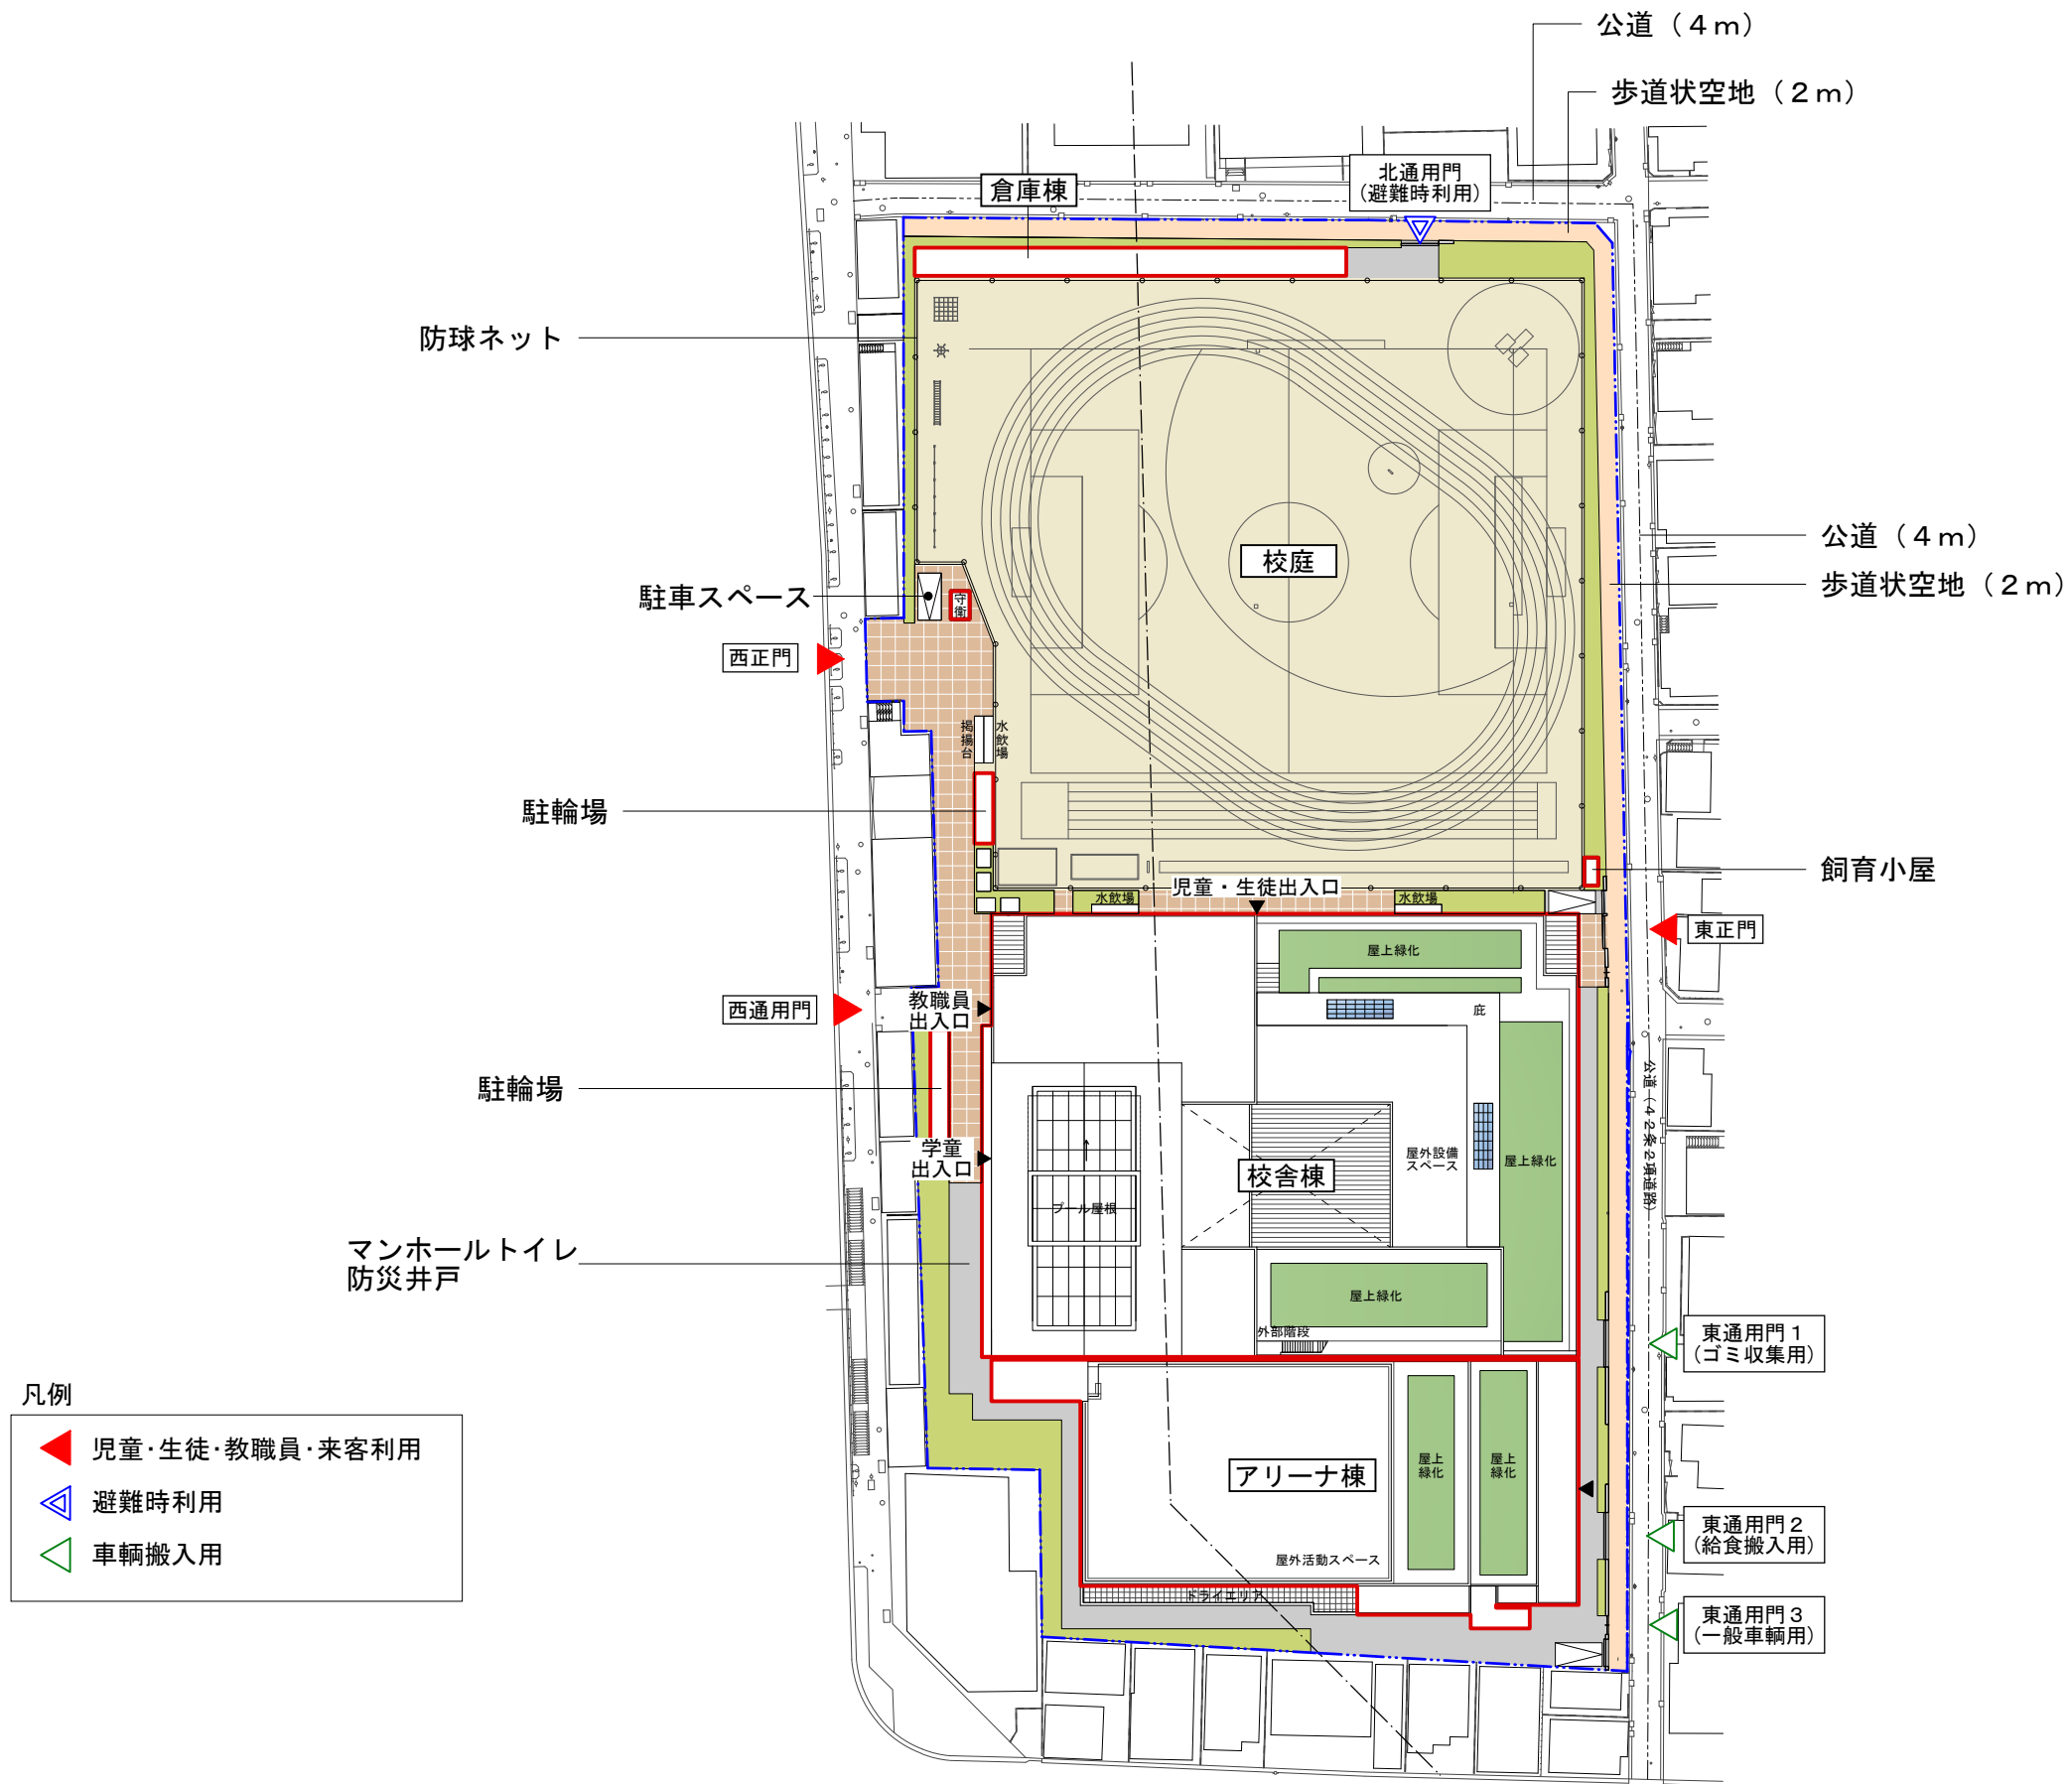 公道（４ｍ）
歩道状空地（２ｍ）
北通用門
（避難時利用）
倉庫棟
防球ネット
校庭
公道（４ｍ）
歩道状空地（２ｍ）
駐車スペース
守衛
西正門
掲揚台
水飲場
駐輪場
飼育小屋
児童・生徒出入口
水飲場
水飲場
東正門
屋上緑化
教職員
出入口
西通用門
庇
駐輪場
公道（４２条２項道路）
学童
出入口
校舎棟
屋外設備
スペース
屋上緑化
プール屋根
マンホールトイレ
防災井戸
屋上緑化
外部階段
東通用門１
（ゴミ収集用）
凡例
児童・生徒・教職員・来客利用
避難時利用
車輌搬入用
アリーナ棟
屋上
緑化
屋上
緑化
東通用門２
（給食搬入用）
屋外活動スペース
ドライエリア
東通用門３
（一般車輌用）